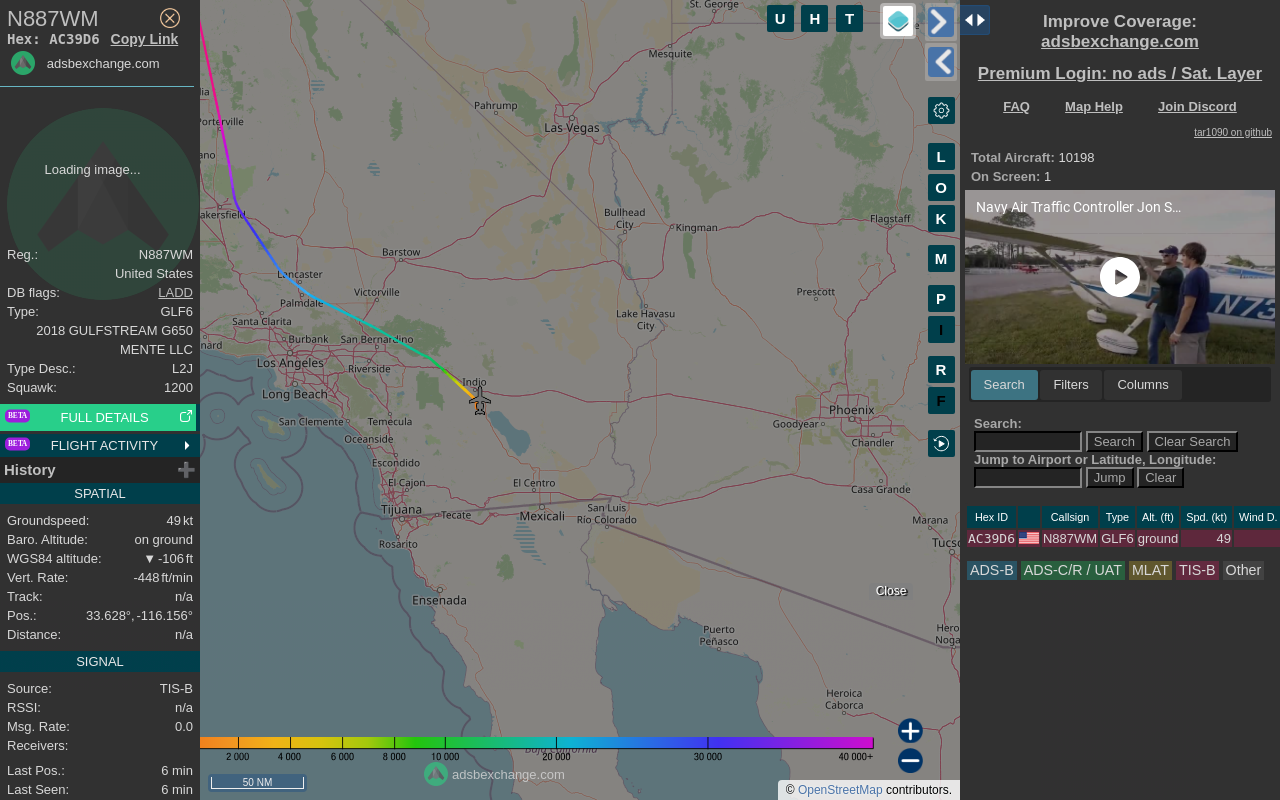 N887WM
Hex: AC39D6 Copy Link
adsbexchange.com
Loading image...
Reg.: N887WM
United States
DB flags: LADD
Type: GLF6
2018 GULFSTREAM G650
MENTE LLC
Type Desc.: L2J
Squawk: 1200
BETA FULL DETAILS
BETA FLIGHT ACTIVITY
History
SPATIAL
Groundspeed: 49 kt
Baro. Altitude: on ground
WGS84 altitude: ▼ -106 ft
Vert. Rate: -448 ft/min
Track: n/a
Pos.: 33.628°, -116.156°
Distance: n/a
SIGNAL
Source: TIS-B
RSSI: n/a
Msg. Rate: 0.0
Receivers:
Last Pos.: 6 min
Last Seen: 6 min
St. George
Mesquite
Pahrump
Las Vegas
Porterville
Bullhead
City
Kingman
Flagstaff
Barstow
Lancaster
Palmdale
Victorville
Prescott
Lake Havasu
City
Santa Clarita
Burbank
San Bernardino
Los Angeles
Riverside
Long Beach
Indio
San Clemente
Temecula
Oceanside
Phoenix
Goodyear
Chandler
Escondido
El Cajon
El Centro
Casa Grande
Tijuana
Tecate
Mexicali
San Luis
Río Colorado
Marana
Rosarito
Ensenada
Puerto
Peñasco
Heroica
Caborca
Close
U H T
L
O
K
M
P
I
R
F
2 000 4 000 6 000 8 000 10 000 20 000 30 000 40 000+
Baja California
50 NM
adsbexchange.com
© OpenStreetMap contributors.
Improve Coverage:
adsbexchange.com
Premium Login: no ads / Sat. Layer
FAQ Map Help Join Discord
tar1090 on github
Total Aircraft: 10198
On Screen: 1
Navy Air Traffic Controller Jon S...
N73
Search Filters Columns
Search:
Search Clear Search
Jump to Airport or Latitude, Longitude:
Jump Clear
Hex ID Callsign Type Alt. (ft) Spd. (kt) Wind D.
AC39D6 N887WM GLF6 ground 49
ADS-B ADS-C/R / UAT MLAT TIS-B Other